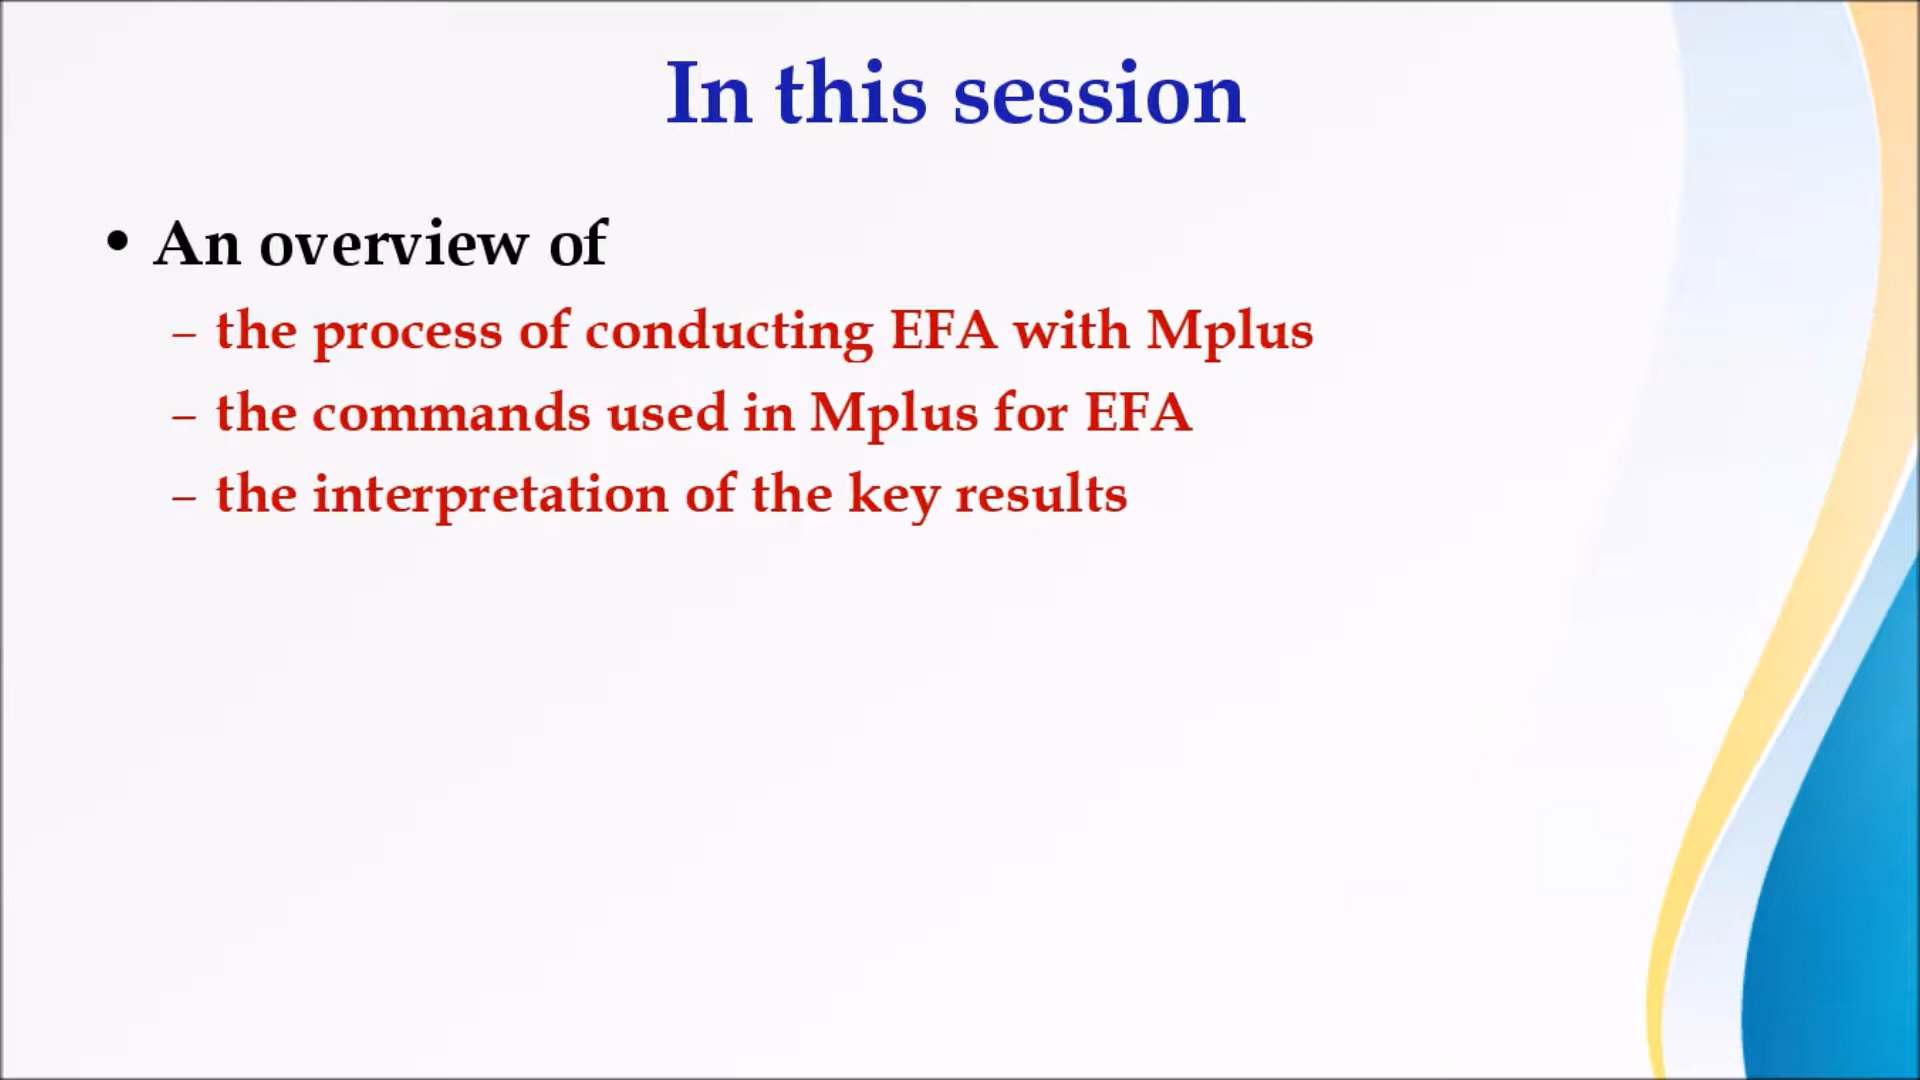 In this session
• An overview of
– the process of conducting EFA with Mplus
– the commands used in Mplus for EFA
– the interpretation of the key results